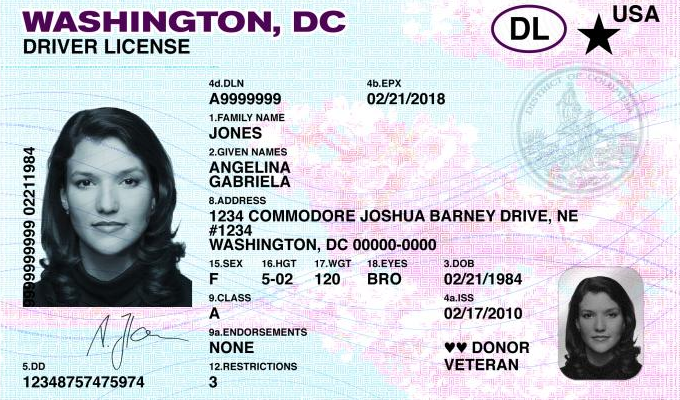 WASHINGTON, DC
DRIVER LICENSE
DL
USA
4d.DLN
A9999999
4b.EPX
02/21/2018
1.FAMILY NAME
JONES
2.GIVEN NAMES
ANGELINA
GABRIELA
8.ADDRESS
1234 COMMODORE JOSHUA BARNEY DRIVE, NE
#1234
WASHINGTON, DC 00000-0000
15.SEX 16.HGT 17.WGT 18.EYES 3.DOB
F 5-02 120 BRO 02/21/1984
9.CLASS 4a.ISS
A 02/17/2010
9a.ENDORSEMENTS
NONE
♥♥ DONOR
VETERAN
12.RESTRICTIONS
3
5.DD
12348757475974
02211984
DISTRICT OF COLUMBIA